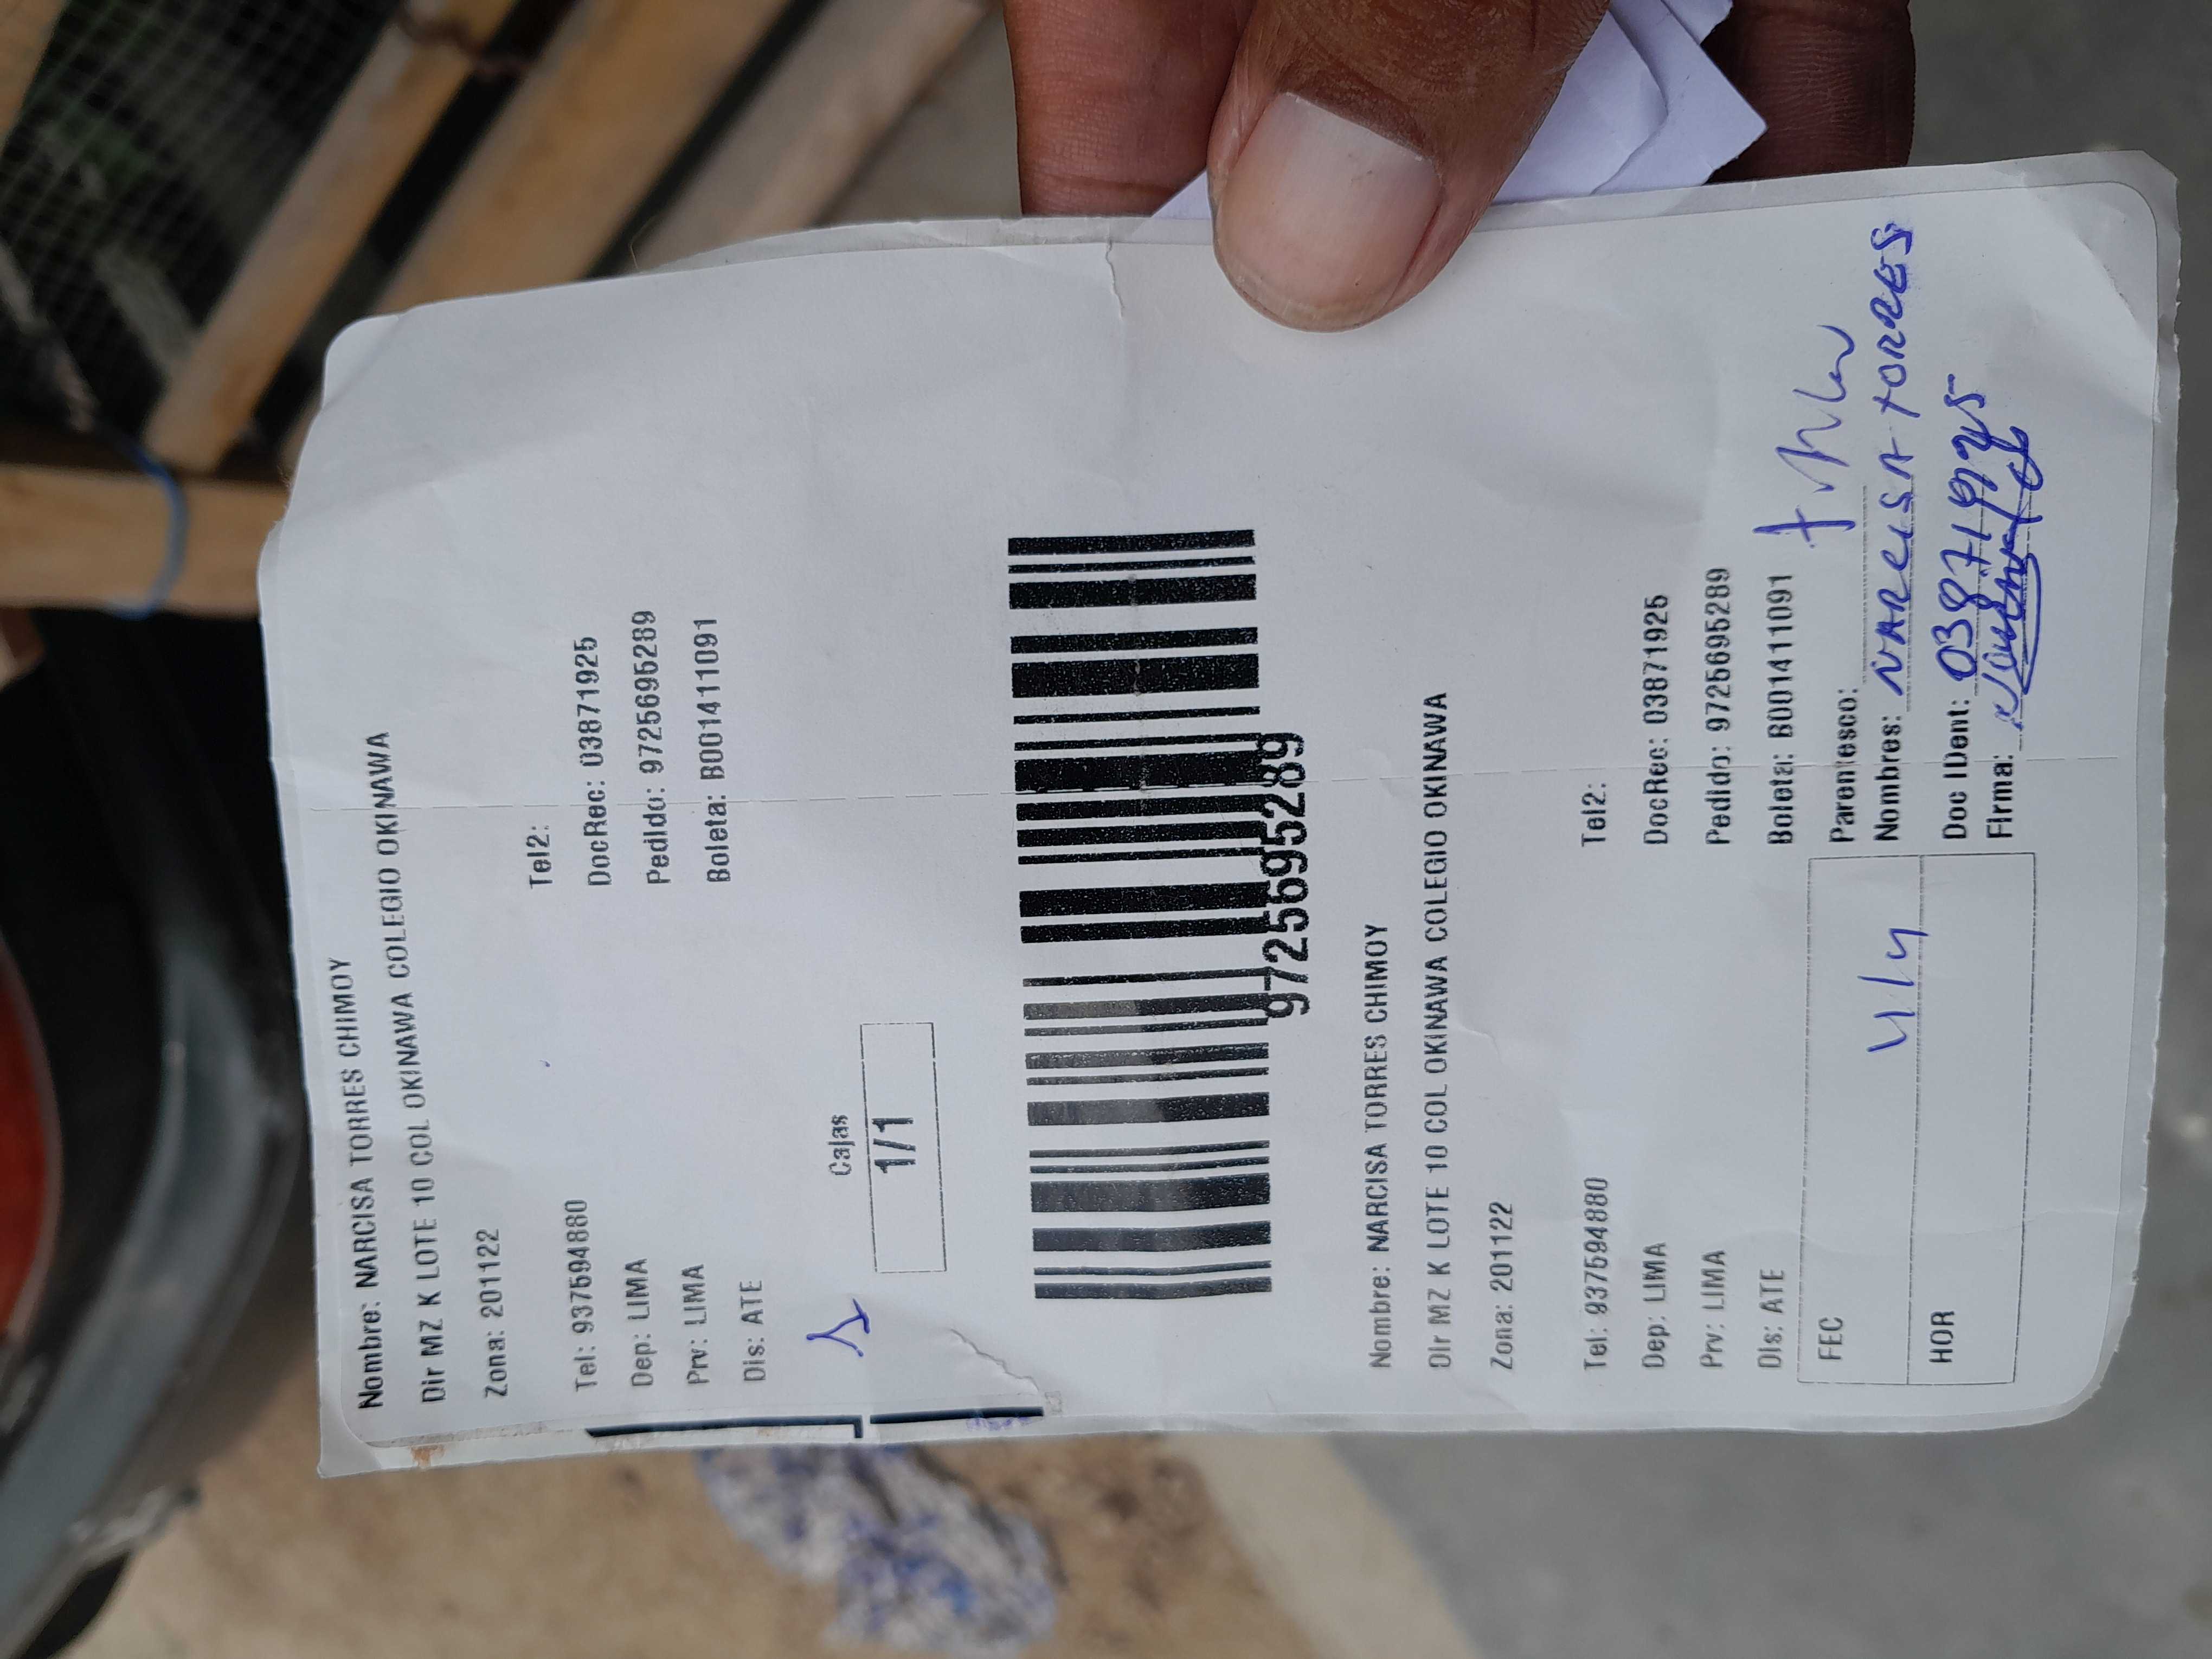 Nombre: NARCISA TORRES CHIMOY
Dir MZ K LOTE 10 COL OKINAWA COLEGIO OKINAWA
Zona: 201122
Tel: 937594880 Tel2:
Dep: LIMA DocRec: 03871925
Prv: LIMA Pedido: 9725695289
Dis: ATE Boleta: B001411091
Cajas
1/1
9725695289
Nombre: NARCISA TORRES CHIMOY
Dir MZ K LOTE 10 COL OKINAWA COLEGIO OKINAWA
Zona: 201122
Tel: 937594880 Tel2:
Dep: LIMA DocRec: 03871925
Prv: LIMA Pedido: 9725695289
Dis: ATE Boleta: B001411091
FEC 4/4 Parentesco:
Nombres: NARCISA TORRES
HOR Doc IDent: 03871925
Firma: